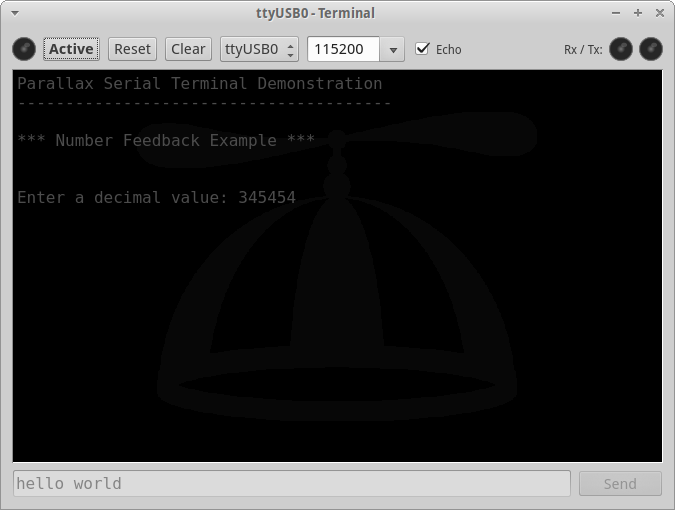 ttyUSB0 - Terminal
Active Reset Clear ttyUSB0 115200 Echo Rx / Tx:
Parallax Serial Terminal Demonstration
---------------------------------------
*** Number Feedback Example ***
Enter a decimal value: 345454
hello world Send